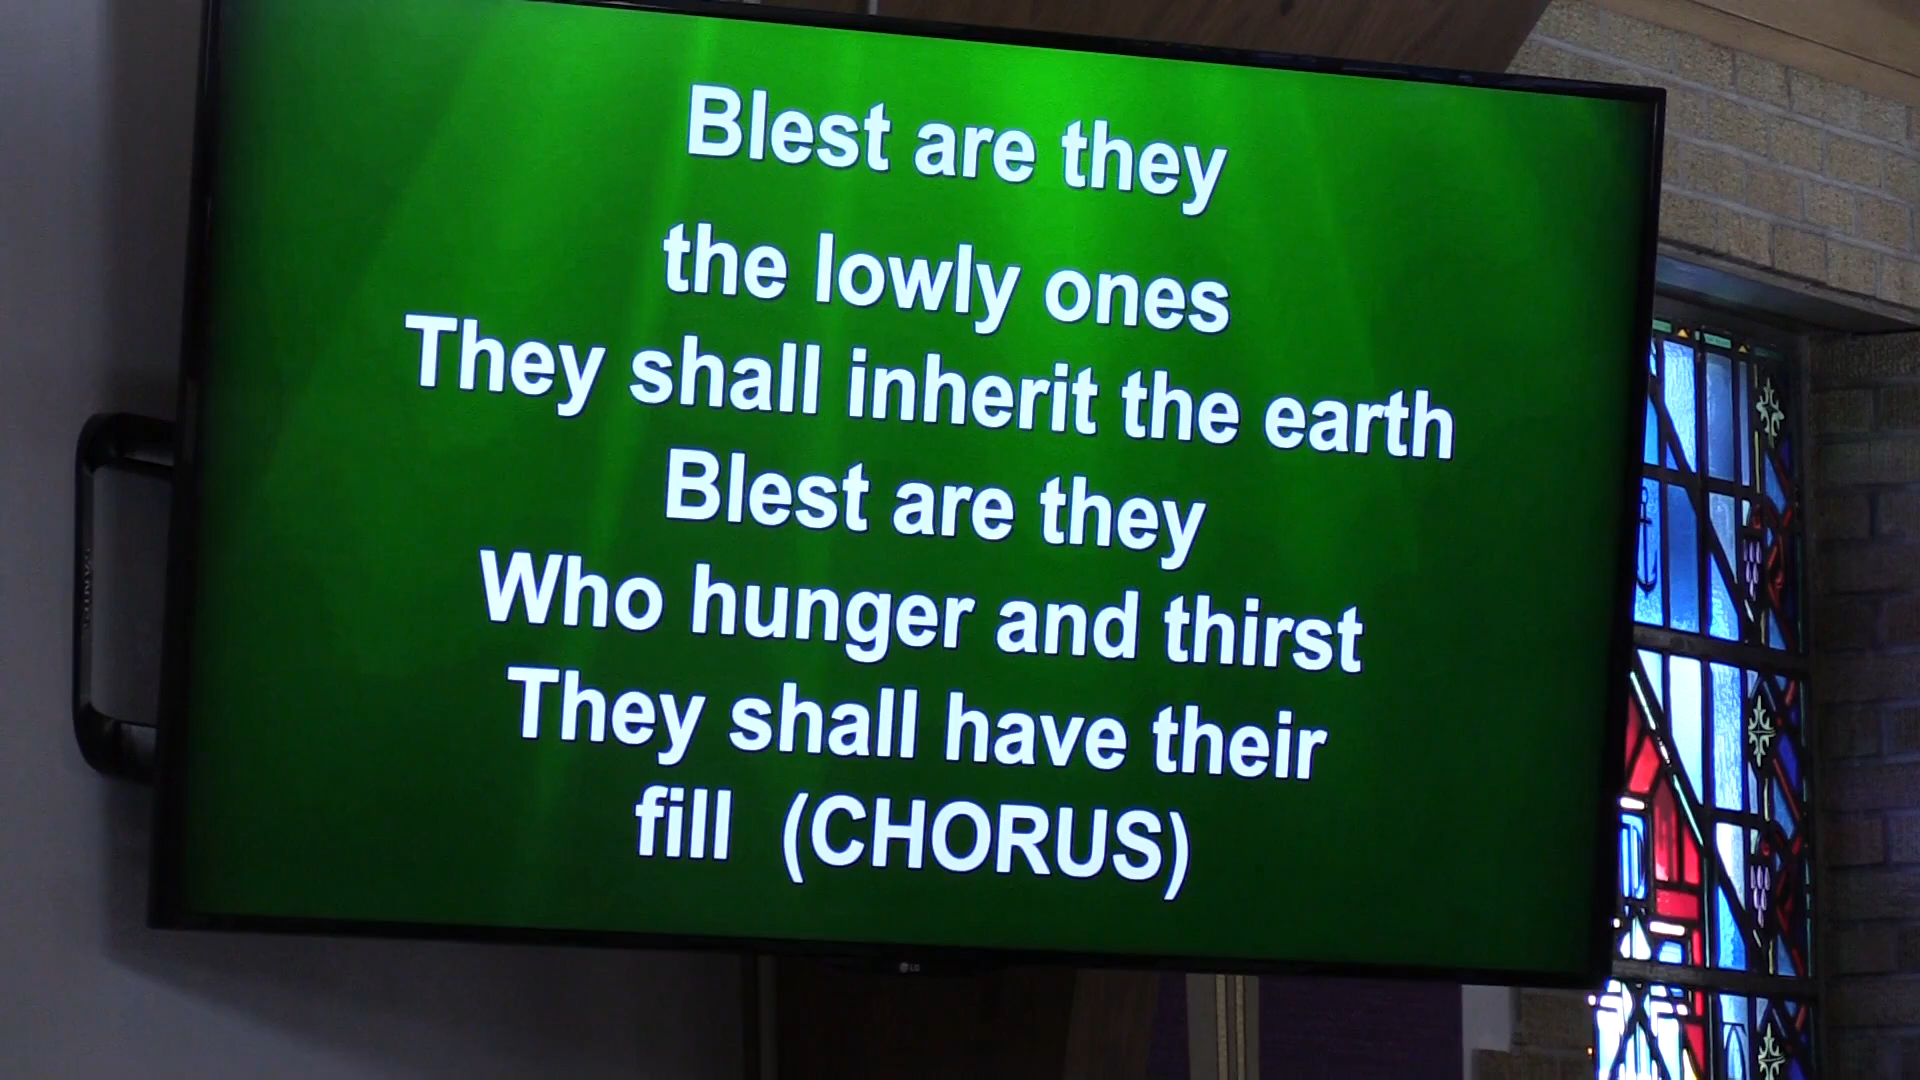 Blest are they
the lowly ones
They shall inherit the earth
Blest are they
Who hunger and thirst
They shall have their
fill (CHORUS)
LG